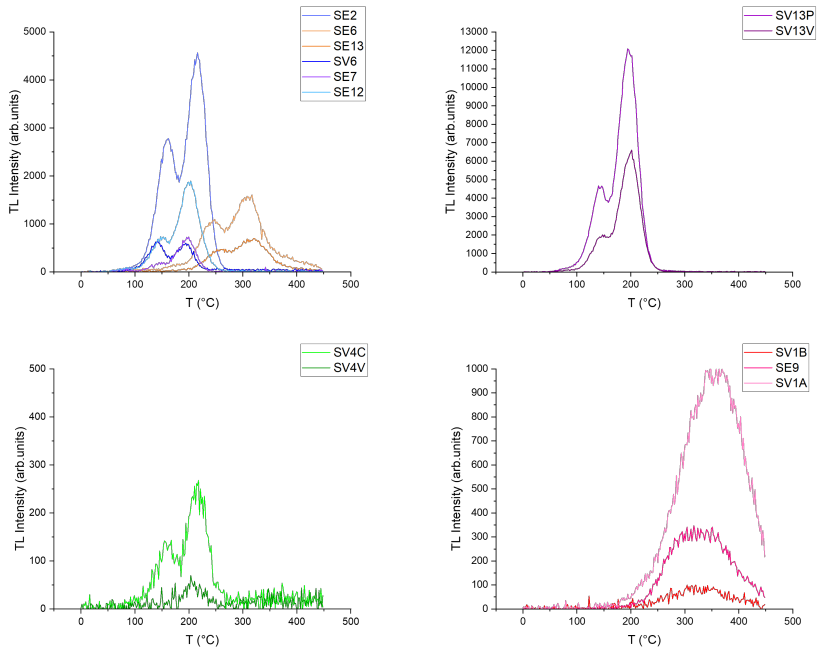 SE2
SE6
SE13
SV6
SE7
SE12
5000
4000
3000
2000
1000
0
TL Intensity (arb.units)
0 100 200 300 400 500
T (°C)
SV13P
SV13V
13000
12000
11000
10000
9000
8000
7000
6000
5000
4000
3000
2000
1000
0
TL Intensity (arb.units)
0 100 200 300 400 500
T (°C)
SV4C
SV4V
500
400
300
200
100
0
TL Intensity (arb.units)
0 100 200 300 400 500
T (°C)
SV1B
SE9
SV1A
1000
900
800
700
600
500
400
300
200
100
0
TL Intensity (arb.units)
0 100 200 300 400 500
T (°C)